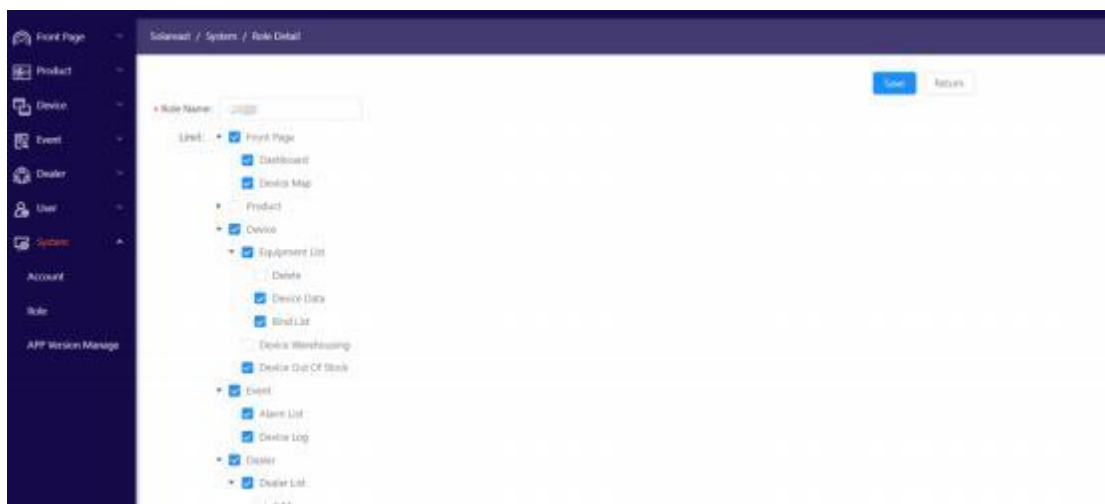 Front Page
Product
Device
Event
Dealer
User
System
Account
Role
APP Version Manage
Solareast / System / Role Detail
Save Return
* Role Name:
Limit: Front Page
Dashboard
Device Map
Product
Device
Equipment List
Delete
Device Data
Bind List
Device Warehousing
Device Out Of Stock
Event
Alarm List
Device Log
Dealer
Dealer List